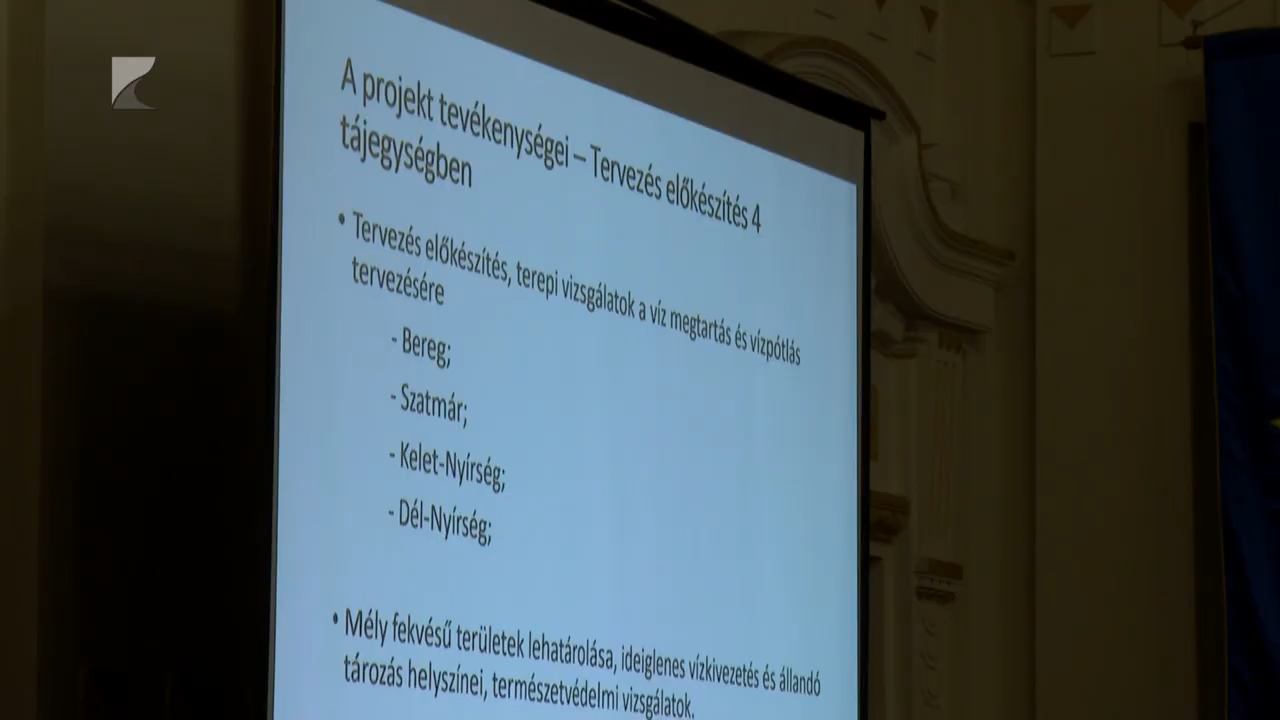 A projekt tevékenységei – Tervezés előkészítés 4
tájegységben
• Tervezés előkészítés, terepi vizsgálatok a víz megtartás és vízpótlás
tervezésére
- Bereg;
- Szatmár;
- Kelet-Nyírség;
- Dél-Nyírség;
• Mély fekvésű területek lehatárolása, ideiglenes vízkivezetés és állandó
tározás helyszínei, természetvédelmi vizsgálatok.